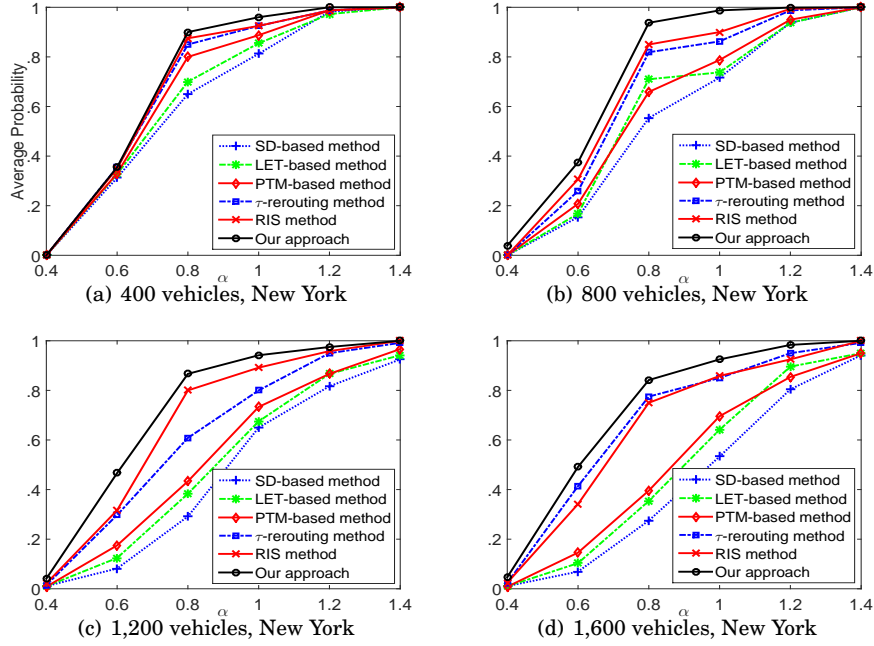 Average Probability
1
.8
.6
.4
.2
0
SD-based method
LET-based method
PTM-based method
τ-rerouting method
RIS method
Our approach
0.4 0.6 0.8 1 1.2 1.4
α
(a) 400 vehicles, New York
1
.8
.6
.4
.2
0
SD-based method
LET-based method
PTM-based method
τ-rerouting method
RIS method
Our approach
0.4 0.6 0.8 1 1.2 1.4
α
(b) 800 vehicles, New York
1
.8
.6
.4
.2
0
SD-based method
LET-based method
PTM-based method
τ-rerouting method
RIS method
Our approach
0.4 0.6 0.8 1 1.2 1.4
α
(c) 1,200 vehicles, New York
1
.8
.6
.4
.2
0
SD-based method
LET-based method
PTM-based method
τ-rerouting method
RIS method
Our approach
0.4 0.6 0.8 1 1.2 1.4
α
(d) 1,600 vehicles, New York